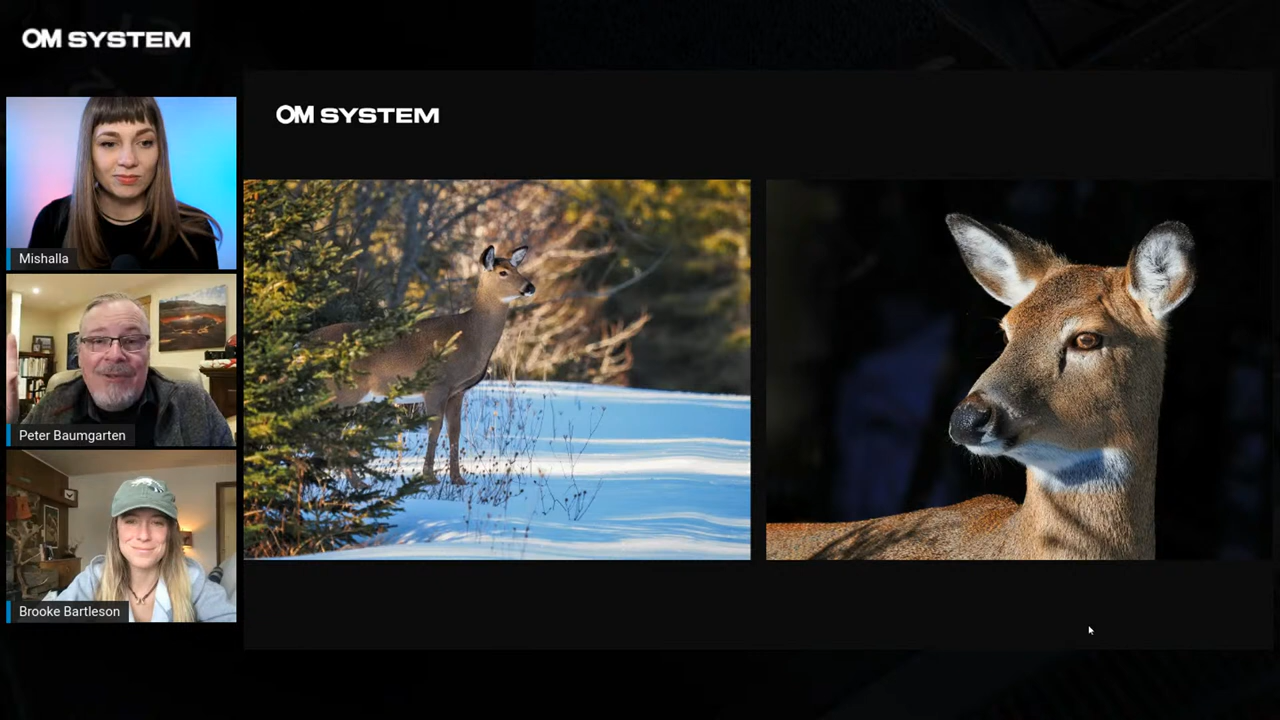 OM SYSTEM
OM SYSTEM
Mishalla
Peter Baumgarten
Brooke Bartleson